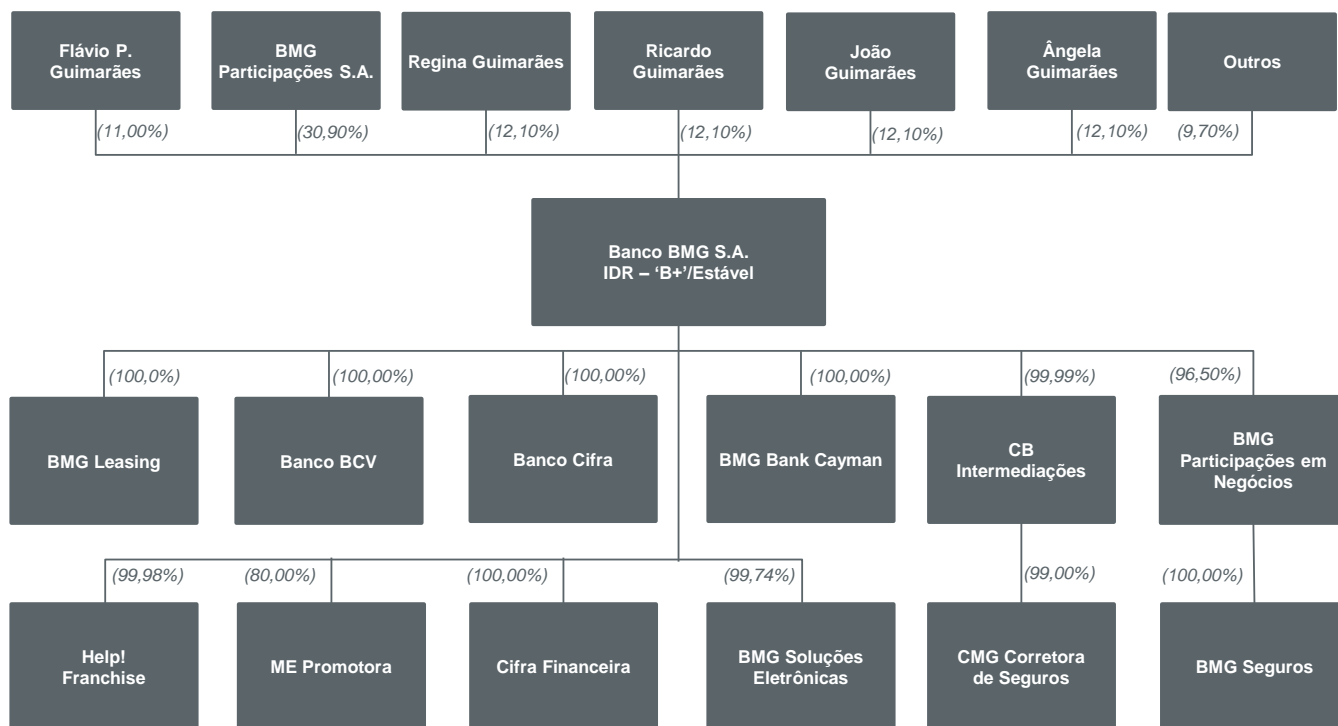 Flávio P.
Guimarães
BMG
Participações S.A.
Regina Guimarães
Ricardo
Guimarães
João
Guimarães
Ângela
Guimarães
Outros
(11,00%)
(30,90%)
(12,10%)
(12,10%)
(12,10%)
(12,10%)
(9,70%)
Banco BMG S.A.
IDR – ‘B+’/Estável
(100,0%)
(100,00%)
(100,00%)
(100,00%)
(99,99%)
(96,50%)
BMG Leasing
Banco BCV
Banco Cifra
BMG Bank Cayman
CB
Intermediações
BMG
Participações em
Negócios
(99,98%)
(80,00%)
(100,00%)
(99,74%)
(99,00%)
(100,00%)
Help!
Franchise
ME Promotora
Cifra Financeira
BMG Soluções
Eletrônicas
CMG Corretora
de Seguros
BMG Seguros